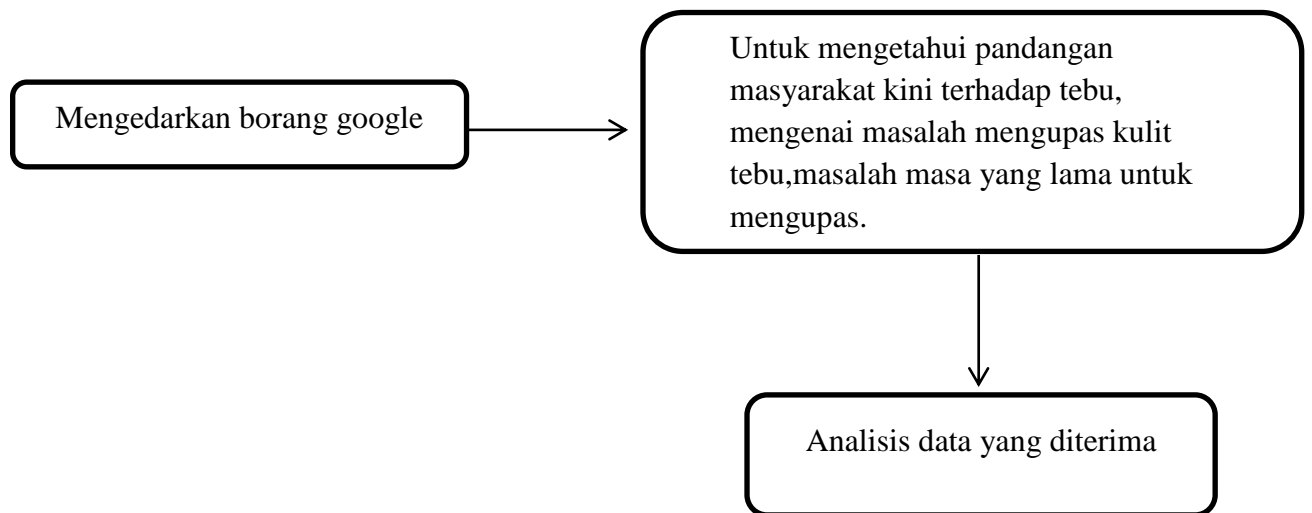 Mengedarkan borang google
Untuk mengetahui pandangan
masyarakat kini terhadap tebu,
mengenai masalah mengupas kulit
tebu,masalah masa yang lama untuk
mengupas.
Analisis data yang diterima